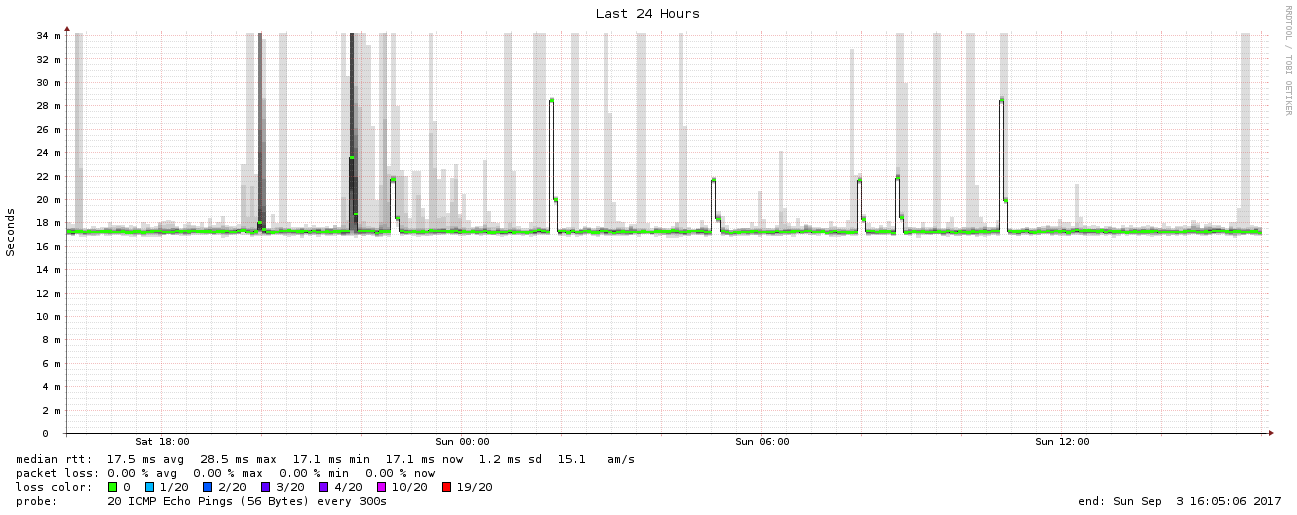 Last 24 Hours
RRDTOOL / TOBI OETIKER
Seconds
34 m
32 m
30 m
28 m
26 m
24 m
22 m
20 m
18 m
16 m
14 m
12 m
10 m
8 m
6 m
4 m
2 m
0
Sat 18:00 Sun 00:00 Sun 06:00 Sun 12:00
median rtt: 17.5 ms avg 28.5 ms max 17.1 ms min 17.1 ms now 1.2 ms sd 15.1 am/s
packet loss: 0.00 % avg 0.00 % max 0.00 % min 0.00 % now
loss color: 0 1/20 2/20 3/20 4/20 10/20 19/20
probe: 20 ICMP Echo Pings (56 Bytes) every 300s end: Sun Sep 3 16:05:06 2017